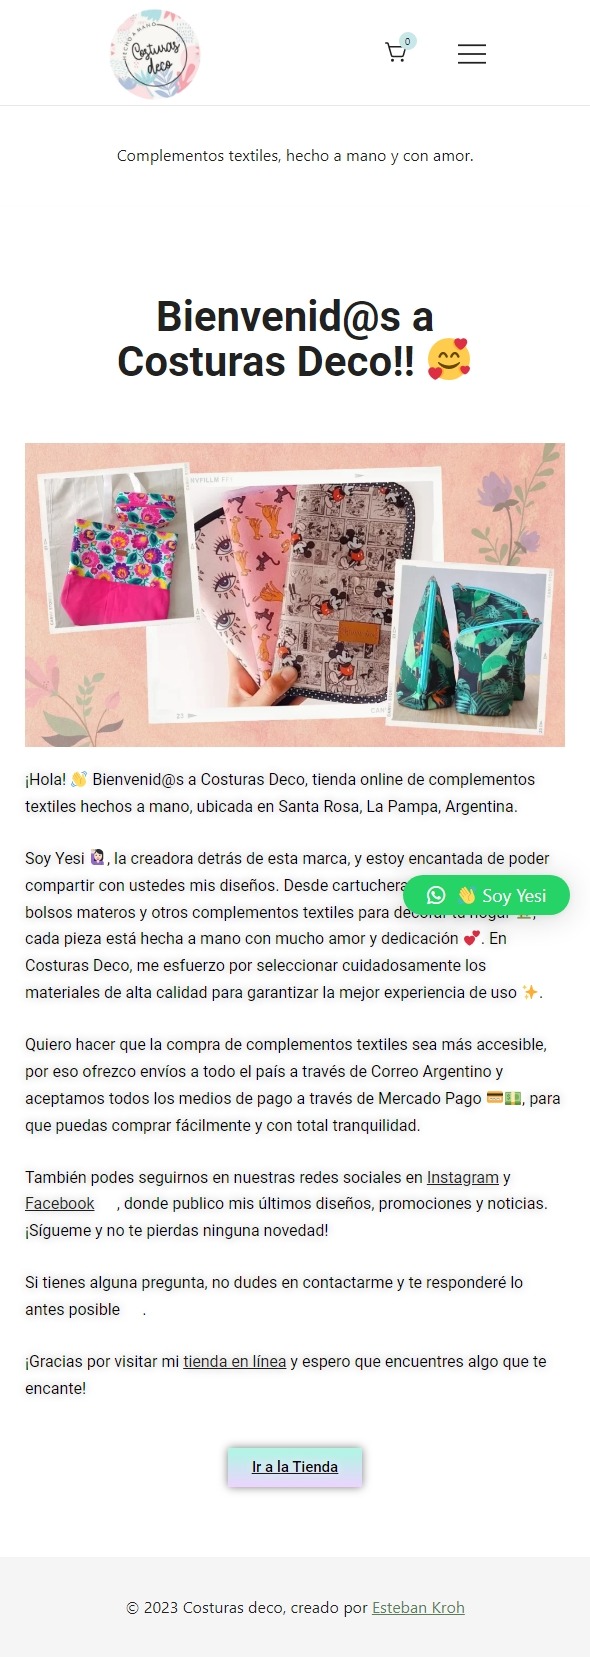 HECHO A MANO
Costuras
deco
0
Complementos textiles, hecho a mano y con amor.
Bienvenid@s a
Costuras Deco!! 🥰
¡Hola! 👋 Bienvenid@s a Costuras Deco, tienda online de complementos
textiles hechos a mano, ubicada en Santa Rosa, La Pampa, Argentina.
Soy Yesi 🙋🏻‍♀️, la creadora detrás de esta marca, y estoy encantada de poder
compartir con ustedes mis diseños. Desde cartuchera
👋 Soy Yesi
bolsos materos y otros complementos textiles para decorar tu hogar
cada pieza está hecha a mano con mucho amor y dedicación 💕. En
Costuras Deco, me esfuerzo por seleccionar cuidadosamente los
materiales de alta calidad para garantizar la mejor experiencia de uso ✨.
Quiero hacer que la compra de complementos textiles sea más accesible,
por eso ofrezco envíos a todo el país a través de Correo Argentino y
aceptamos todos los medios de pago a través de Mercado Pago 💳💵, para
que puedas comprar fácilmente y con total tranquilidad.
También podes seguirnos en nuestras redes sociales en Instagram y
Facebook , donde publico mis últimos diseños, promociones y noticias.
¡Sígueme y no te pierdas ninguna novedad!
Si tienes alguna pregunta, no dudes en contactarme y te responderé lo
antes posible .
¡Gracias por visitar mi tienda en línea y espero que encuentres algo que te
encante!
Ir a la Tienda
© 2023 Costuras deco, creado por Esteban Kroh